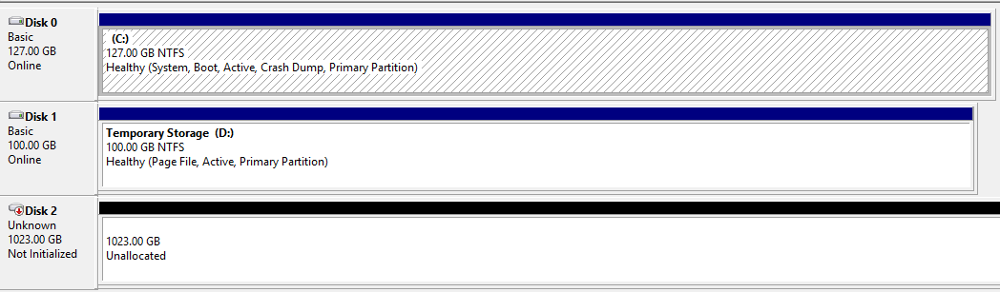 Disk 0
Basic
127.00 GB
Online
(C:)
127.00 GB NTFS
Healthy (System, Boot, Active, Crash Dump, Primary Partition)
Disk 1
Basic
100.00 GB
Online
Temporary Storage (D:)
100.00 GB NTFS
Healthy (Page File, Active, Primary Partition)
Disk 2
Unknown
1023.00 GB
Not Initialized
1023.00 GB
Unallocated